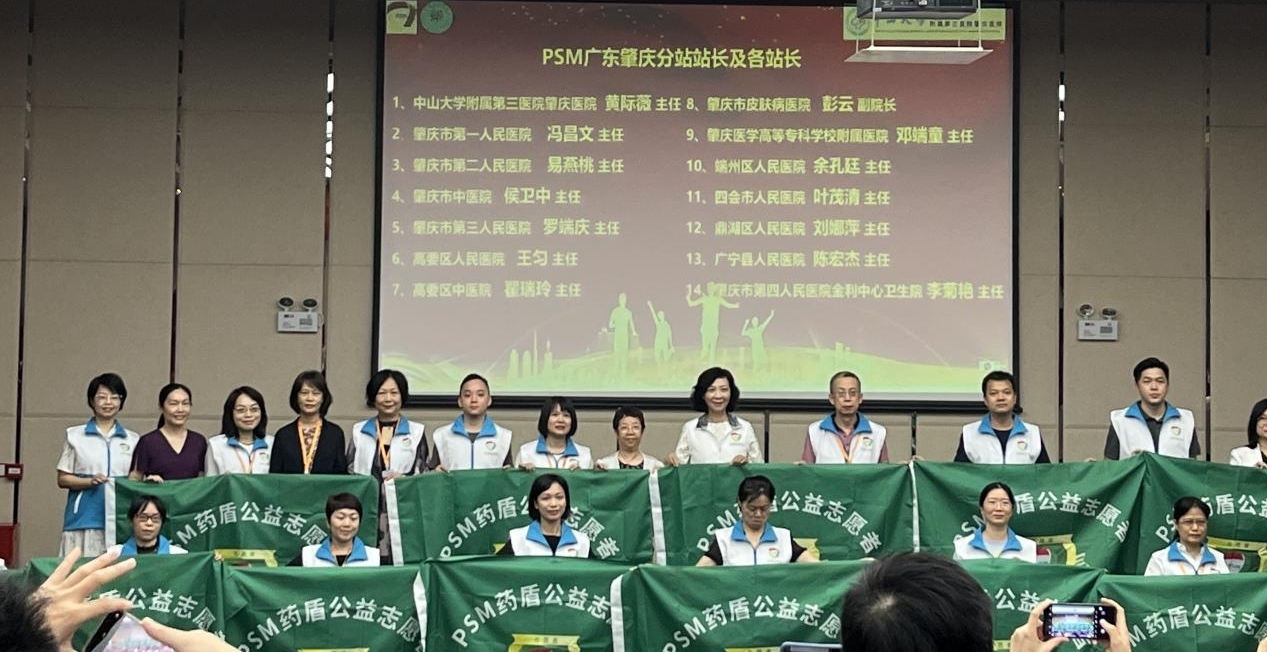 PSM广东肇庆分站站长及各站长
1、中山大学附属第三医院肇庆医院 黄际薇 主任
2、肇庆市第一人民医院 冯昌文 主任
3、肇庆市第二人民医院 易燕桃 主任
4、肇庆市中医院 侯卫中 主任
5、肇庆市第三人民医院 罗端庆 主任
6、高要区人民医院 王匀 主任
7、高要区中医院 翟瑞玲 主任
8、肇庆市皮肤病医院 彭云 副院长
9、肇庆医学高等专科学校附属医院 邓端童 主任
10、端州区人民医院 余孔廷 主任
11、四会市人民医院 叶茂清 主任
12、鼎湖区人民医院 刘娜萍 主任
13、广宁县人民医院 陈宏杰 主任
14、肇庆市第四人民医院金利中心卫生院 李菊艳 主任
PSM药盾公益志愿
PSM药盾公益志愿者
PSM药盾公益志愿者
PSM药盾公益志愿者
PSM药盾公益
药盾公益志愿
PSM药盾公益志愿
PSM药盾公益志
PSM药盾公益志愿者
公益志愿
M药盾公益志愿